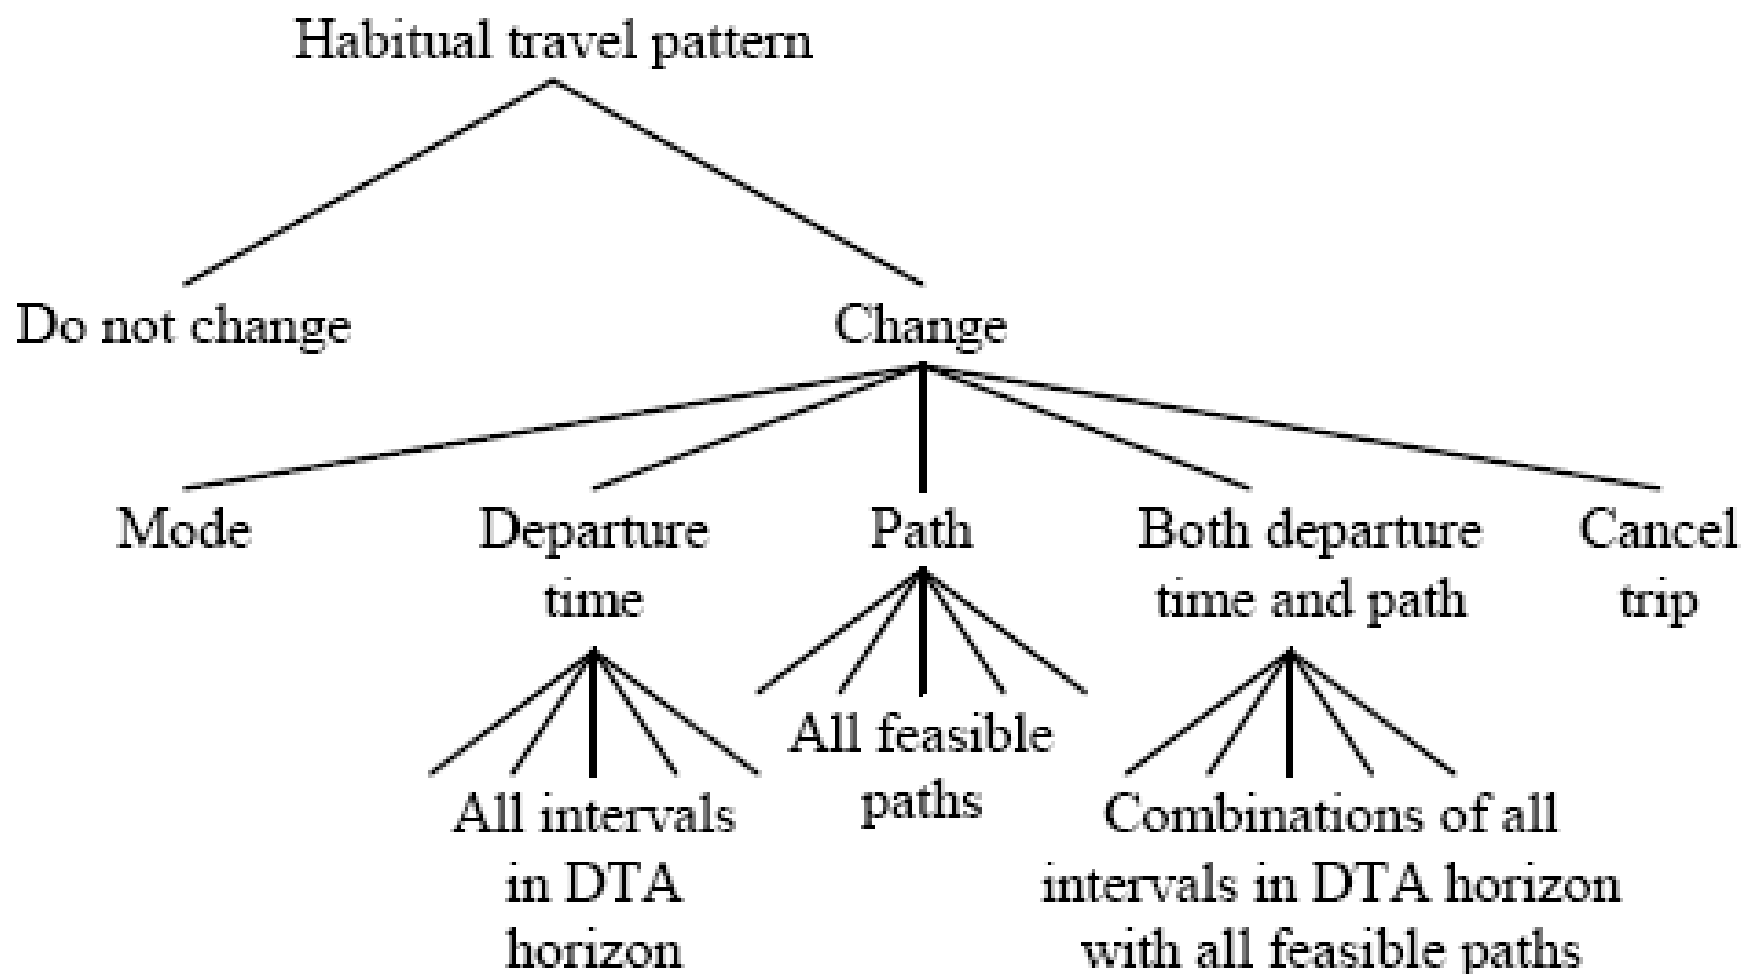 Habitual travel pattern
Do not change
Change
Mode
Departure
time
Path
Both departure
time and path
Cancel
trip
All intervals
in DTA
horizon
All feasible
paths
Combinations of all
intervals in DTA horizon
with all feasible paths